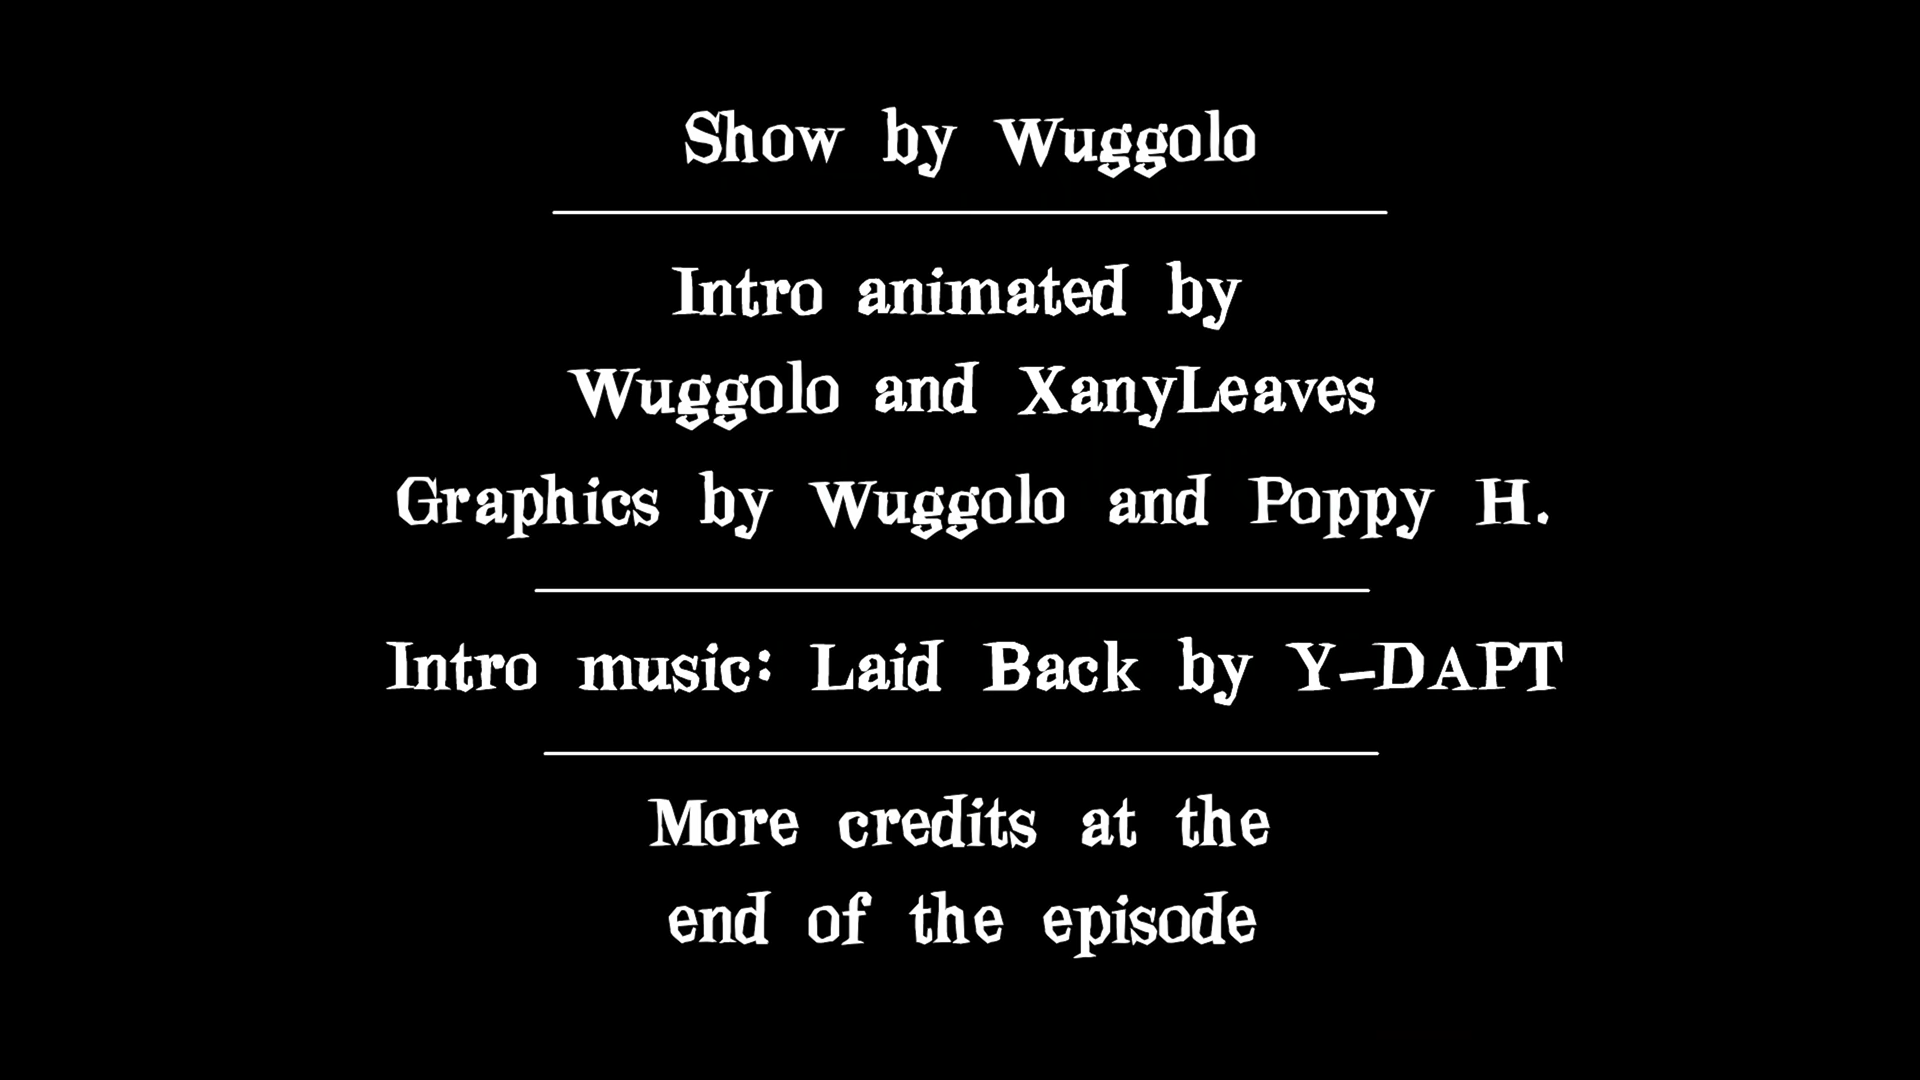 Show by Wuggolo
Intro animated by
Wuggolo and XanyLeaves
Graphics by Wuggolo and Poppy H.
Intro music: Laid Back by Y-DAPT
More credits at the
end of the episode